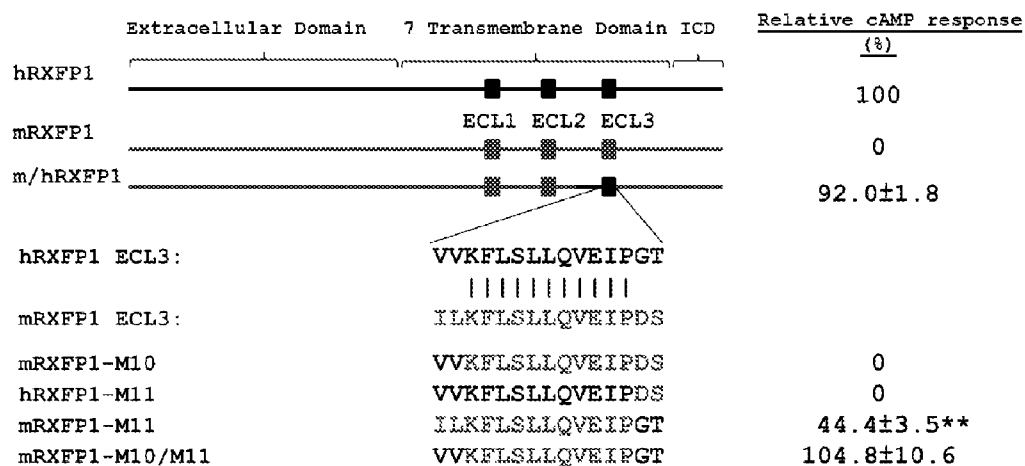 Extracellular Domain 7 Transmembrane Domain ICD Relative cAMP response
(%)
hRXFP1 100
ECL1 ECL2 ECL3
mRXFP1 0
m/hRXFP1 92.0±1.8
hRXFP1 ECL3: VVKFLSLLQVEIPGT
mRXFP1 ECL3: ILKFLSLLQVEIPDS
mRXFP1-M10 VVKFLSLLQVEIPDS 0
hRXFP1-M11 VVKFLSLLQVEIPDS 0
mRXFP1-M11 ILKFLSLLQVEIPGT 44.4±3.5**
mRXFP1-M10/M11 VVKFLSLLQVEIPGT 104.8±10.6